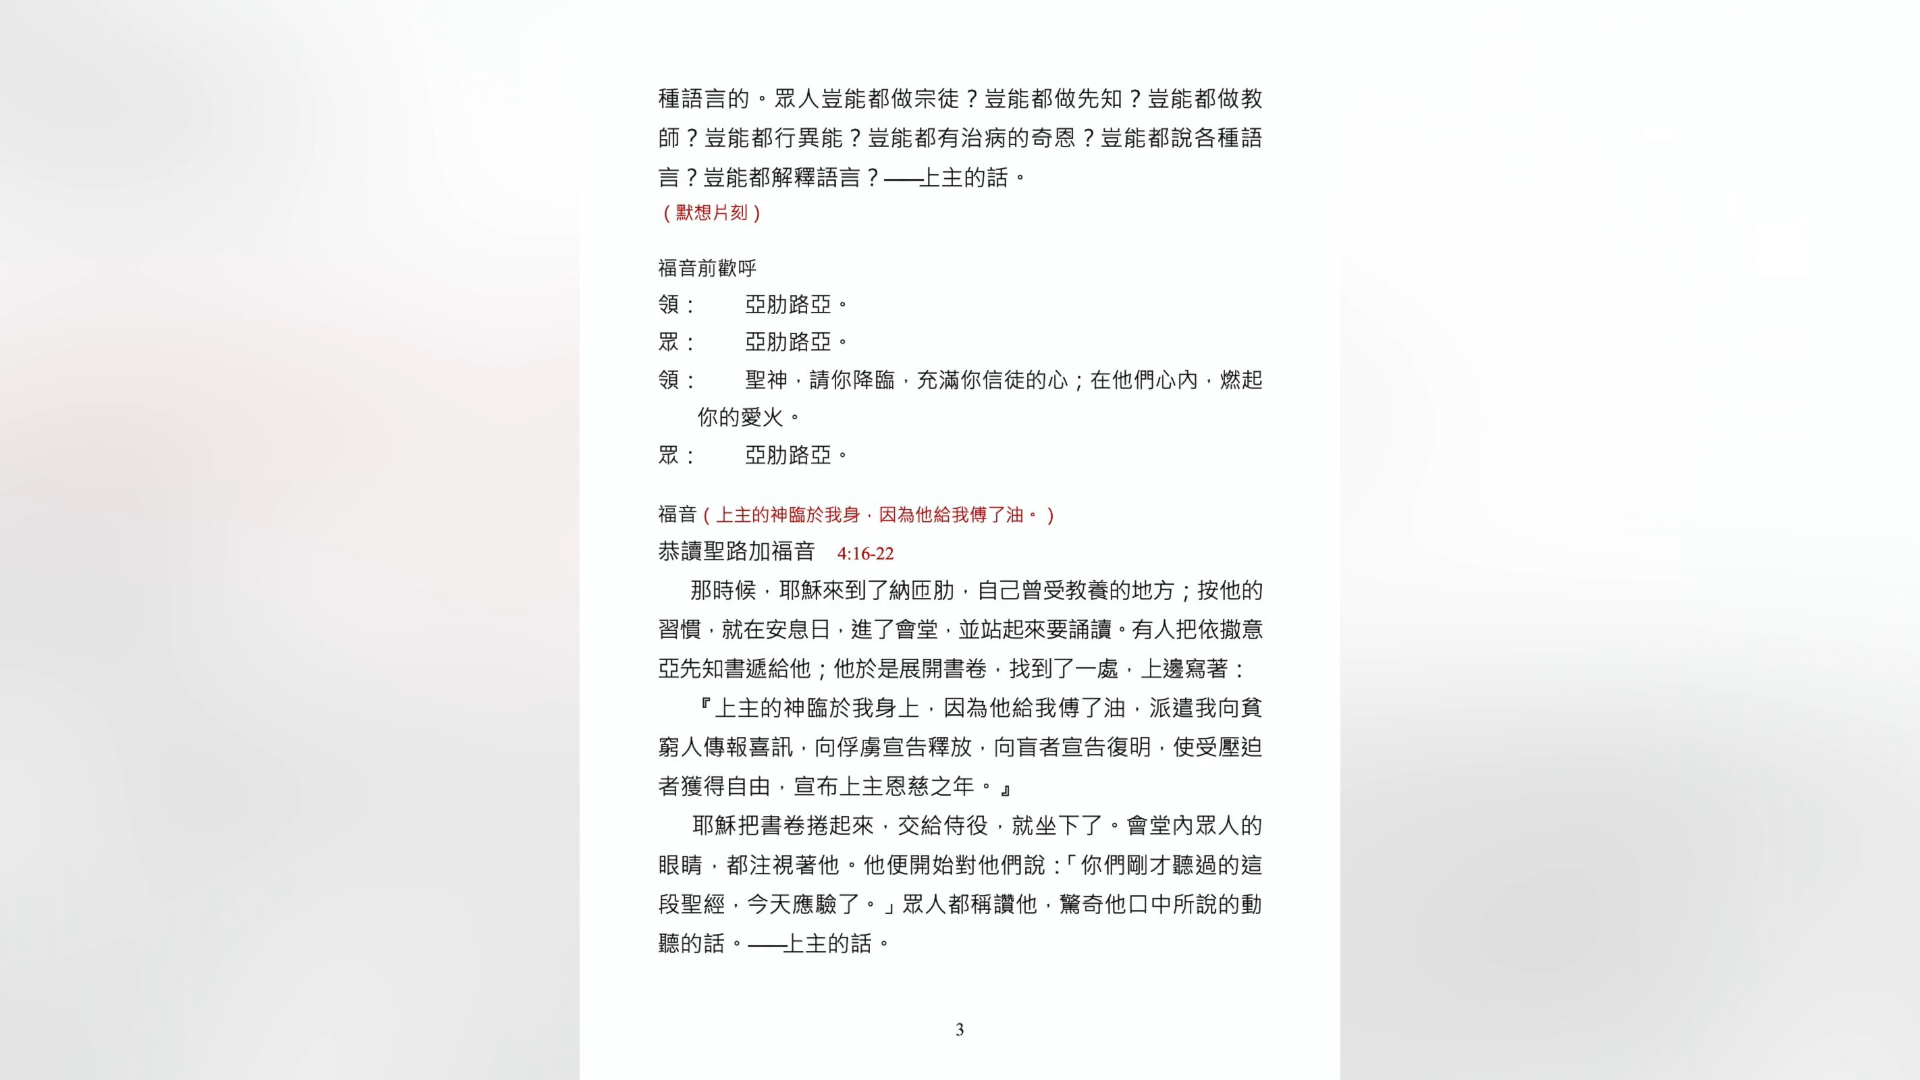 種語言的。眾人豈能都做宗徒？豈能都做先知？豈能都做教
師？豈能都行異能？豈能都有治病的奇恩？豈能都說各種語
言？豈能都解釋語言？——上主的話。
（默想片刻）
福音前歡呼
領： 亞肋路亞。
眾： 亞肋路亞。
領： 聖神，請你降臨，充滿你信徒的心；在他們心內，燃起
你的愛火。
眾： 亞肋路亞。
福音（上主的神臨於我身，因為他給我傅了油。）
恭讀聖路加福音 4:16-22
那時候，耶穌來到了納匝肋，自己曾受教養的地方；按他的
習慣，就在安息日，進了會堂，並站起來要誦讀。有人把依撒意
亞先知書遞給他；他於是展開書卷，找到了一處，上邊寫著：
『上主的神臨於我身上，因為他給我傅了油，派遣我向貧
窮人傳報喜訊，向俘虜宣告釋放，向盲者宣告復明，使受壓迫
者獲得自由，宣布上主恩慈之年。』
耶穌把書卷捲起來，交給侍役，就坐下了。會堂內眾人的
眼睛，都注視著他。他便開始對他們說：「你們剛才聽過的這
段聖經，今天應驗了。」眾人都稱讚他，驚奇他口中所說的動
聽的話。——上主的話。
3